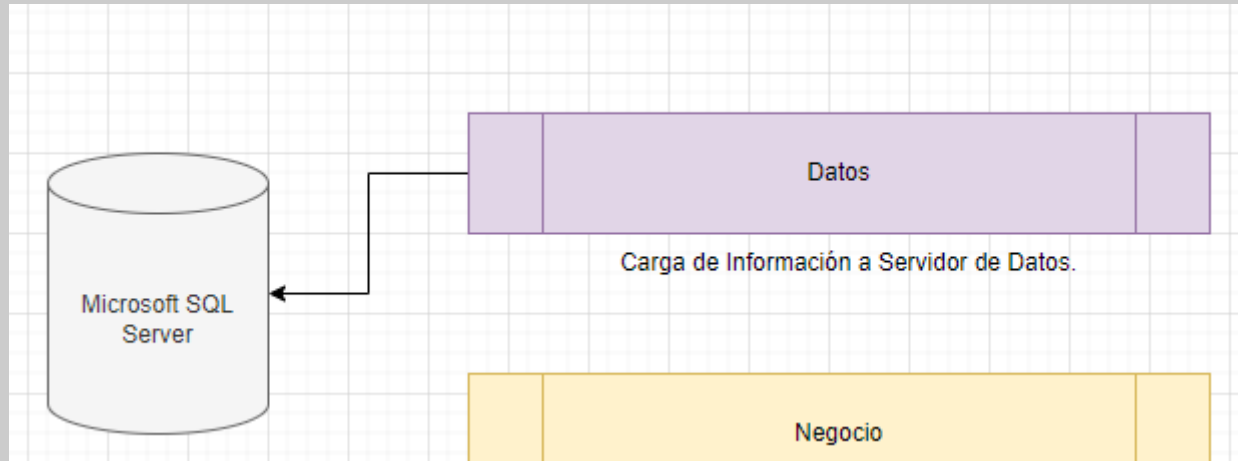 Datos
Carga de Información a Servidor de Datos.
Microsoft SQL
Server
Negocio